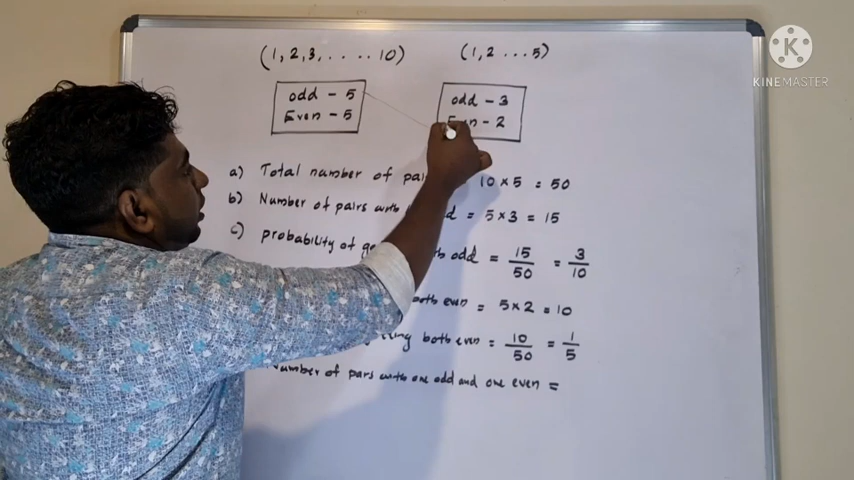 (1, 2, 3, ..... 10) (1, 2 ... 5)
KINEMASTER
odd - 5
Even - 5
odd - 3
- 2
a) Total number of 10 × 5 = 50
b) Number of pairs with = 5 × 3 = 15
c) probability of odd = 15/50 = 3/10
both even = 5 × 2 = 10
both even = 10/50 = 1/5
Number of pars with one odd and one even =